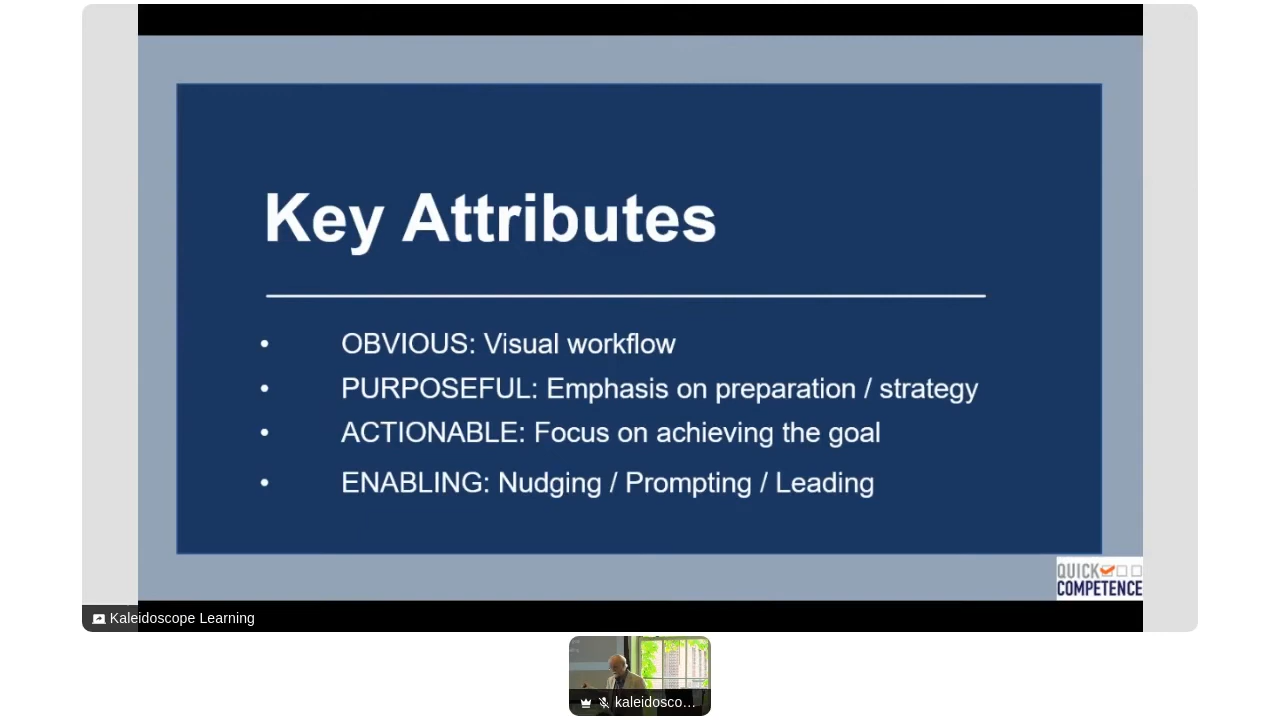 Key Attributes
• OBVIOUS: Visual workflow
• PURPOSEFUL: Emphasis on preparation / strategy
• ACTIONABLE: Focus on achieving the goal
• ENABLING: Nudging / Prompting / Leading
QUICK
COMPETENCE
Kaleidoscope Learning
kaleidosco…